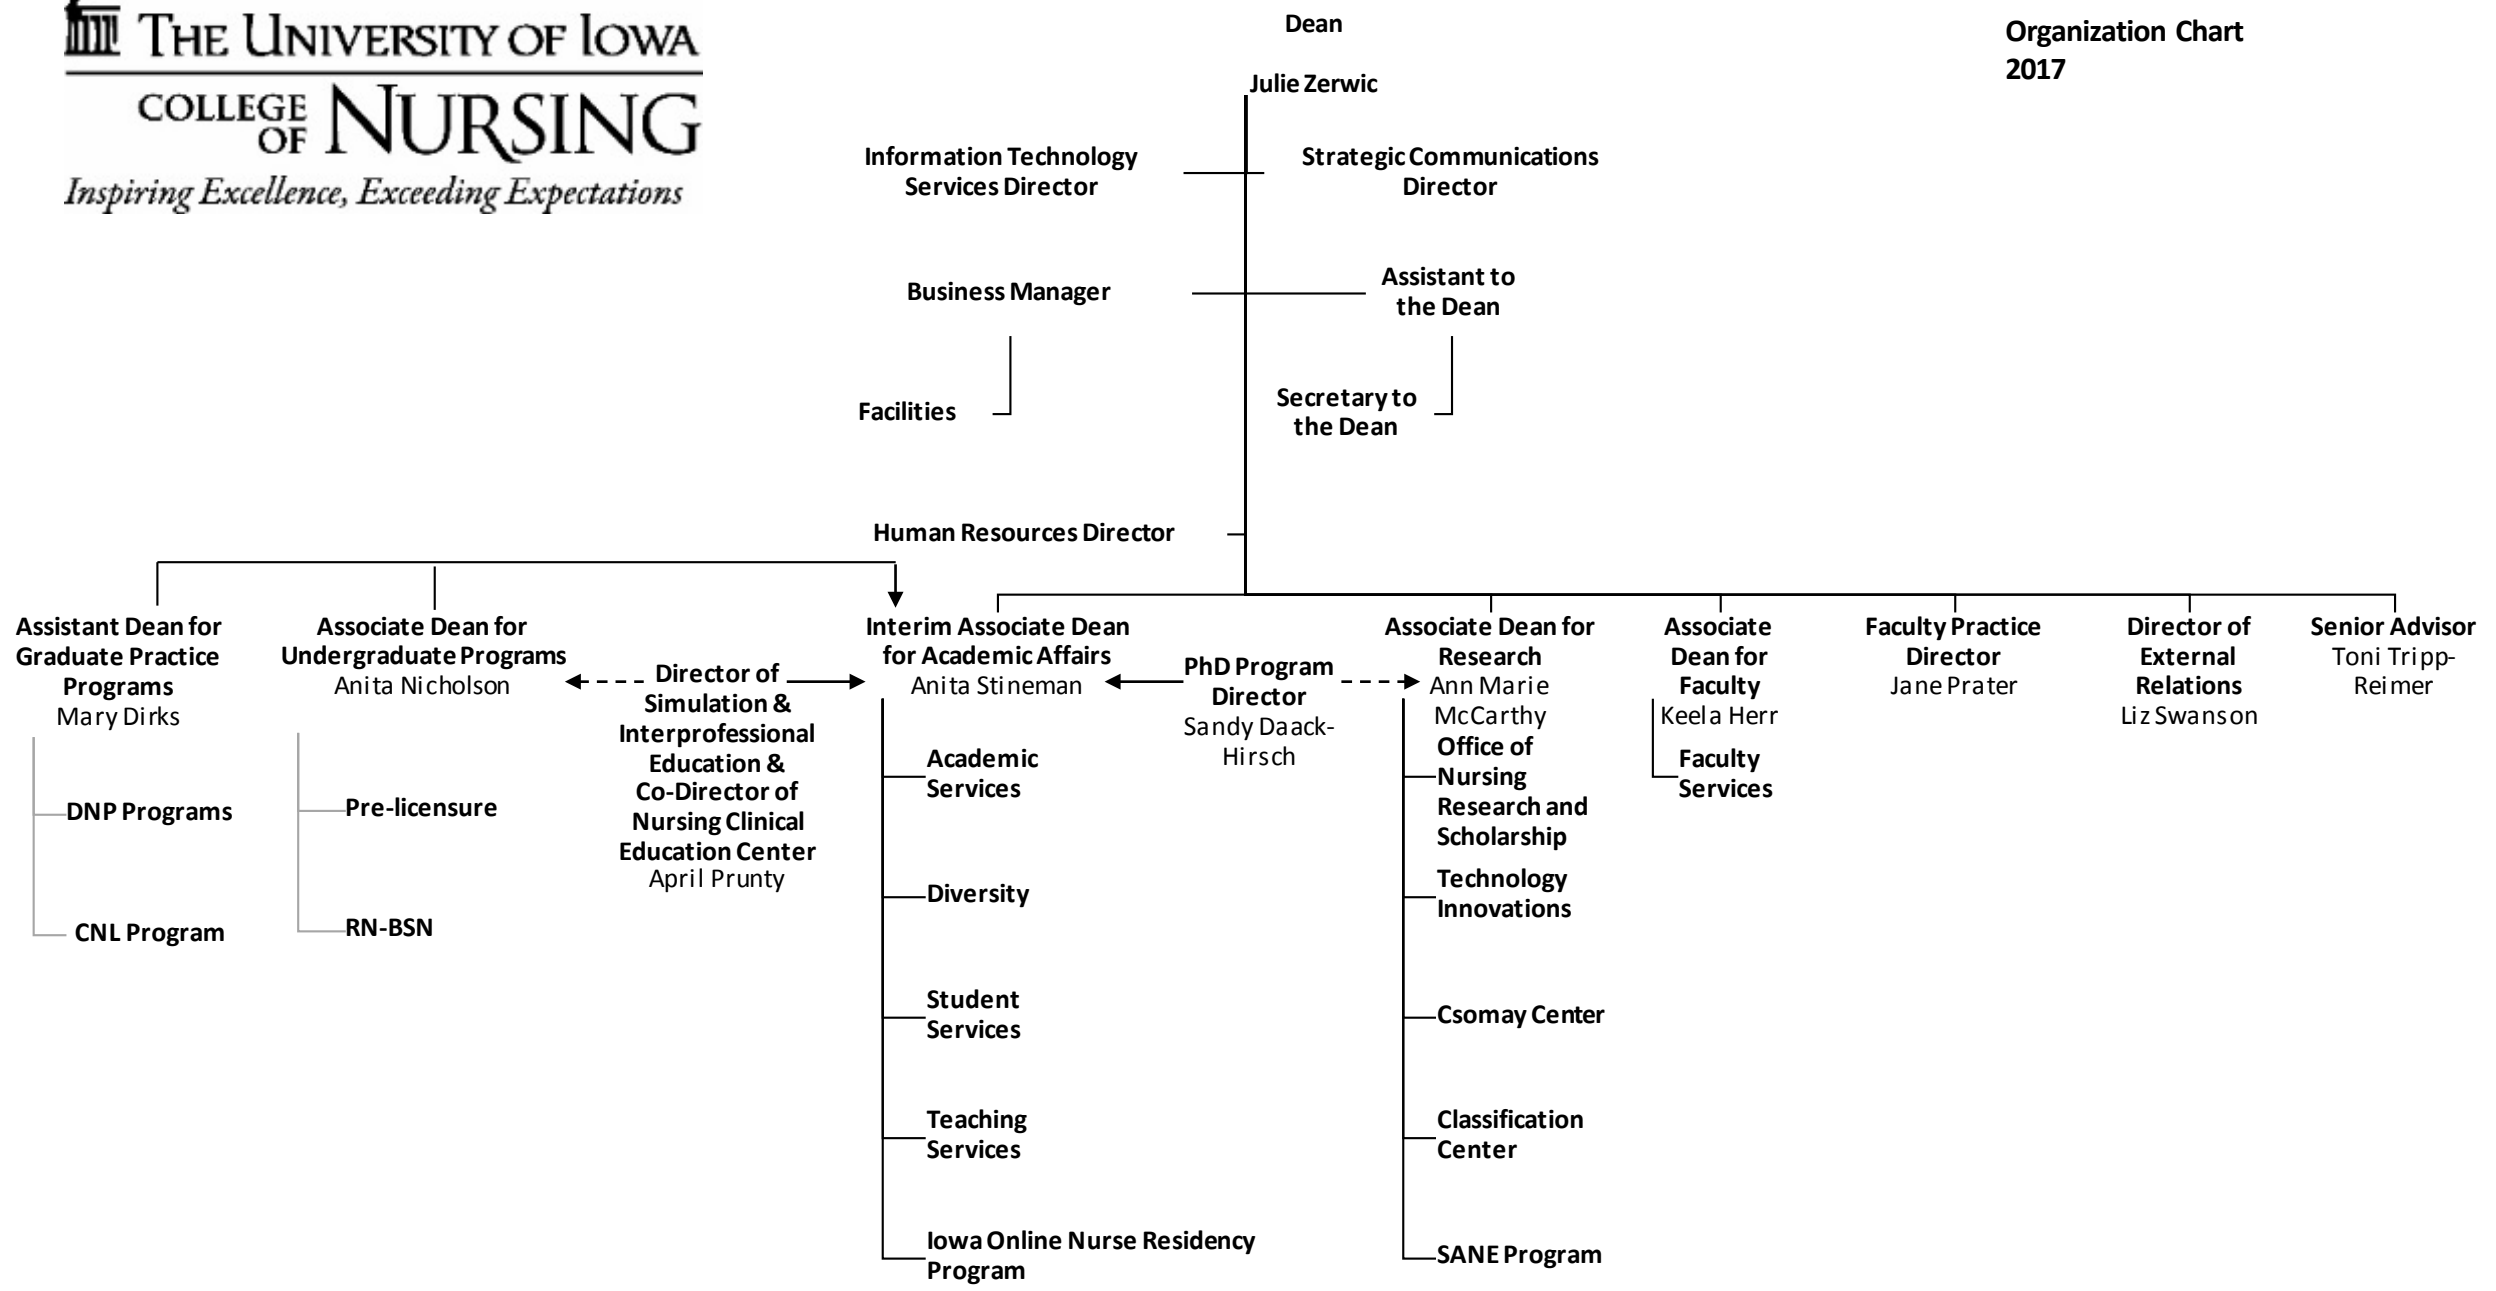 THE UNIVERSITY OF IOWA
COLLEGE
OF NURSING
Inspiring Excellence, Exceeding Expectations
Dean
Julie Zerwic
Organization Chart
2017
Information Technology
Services Director
Strategic Communications
Director
Business Manager
Assistant to
the Dean
Facilities
Secretary to
the Dean
Human Resources Director
Assistant Dean for
Graduate Practice
Programs
Mary Dirks
DNP Programs
CNL Program
Associate Dean for
Undergraduate Programs
Anita Nicholson
Pre-licensure
RN-BSN
Director of
Simulation &
Interprofessional
Education &
Co-Director of
Nursing Clinical
Education Center
April Prunty
Interim Associate Dean
for Academic Affairs
Anita Stineman
Academic
Services
Diversity
Student
Services
Teaching
Services
Iowa Online Nurse Residency
Program
PhD Program
Director
Sandy Daack-
Hirsch
Associate Dean for
Research
Ann Marie
McCarthy
Office of
Nursing
Research and
Scholarship
Technology
Innovations
Csomay Center
Classification
Center
SANE Program
Associate
Dean for
Faculty
Keela Herr
Faculty
Services
Faculty Practice
Director
Jane Prater
Director of
External
Relations
Liz Swanson
Senior Advisor
Toni Tripp-
Reimer